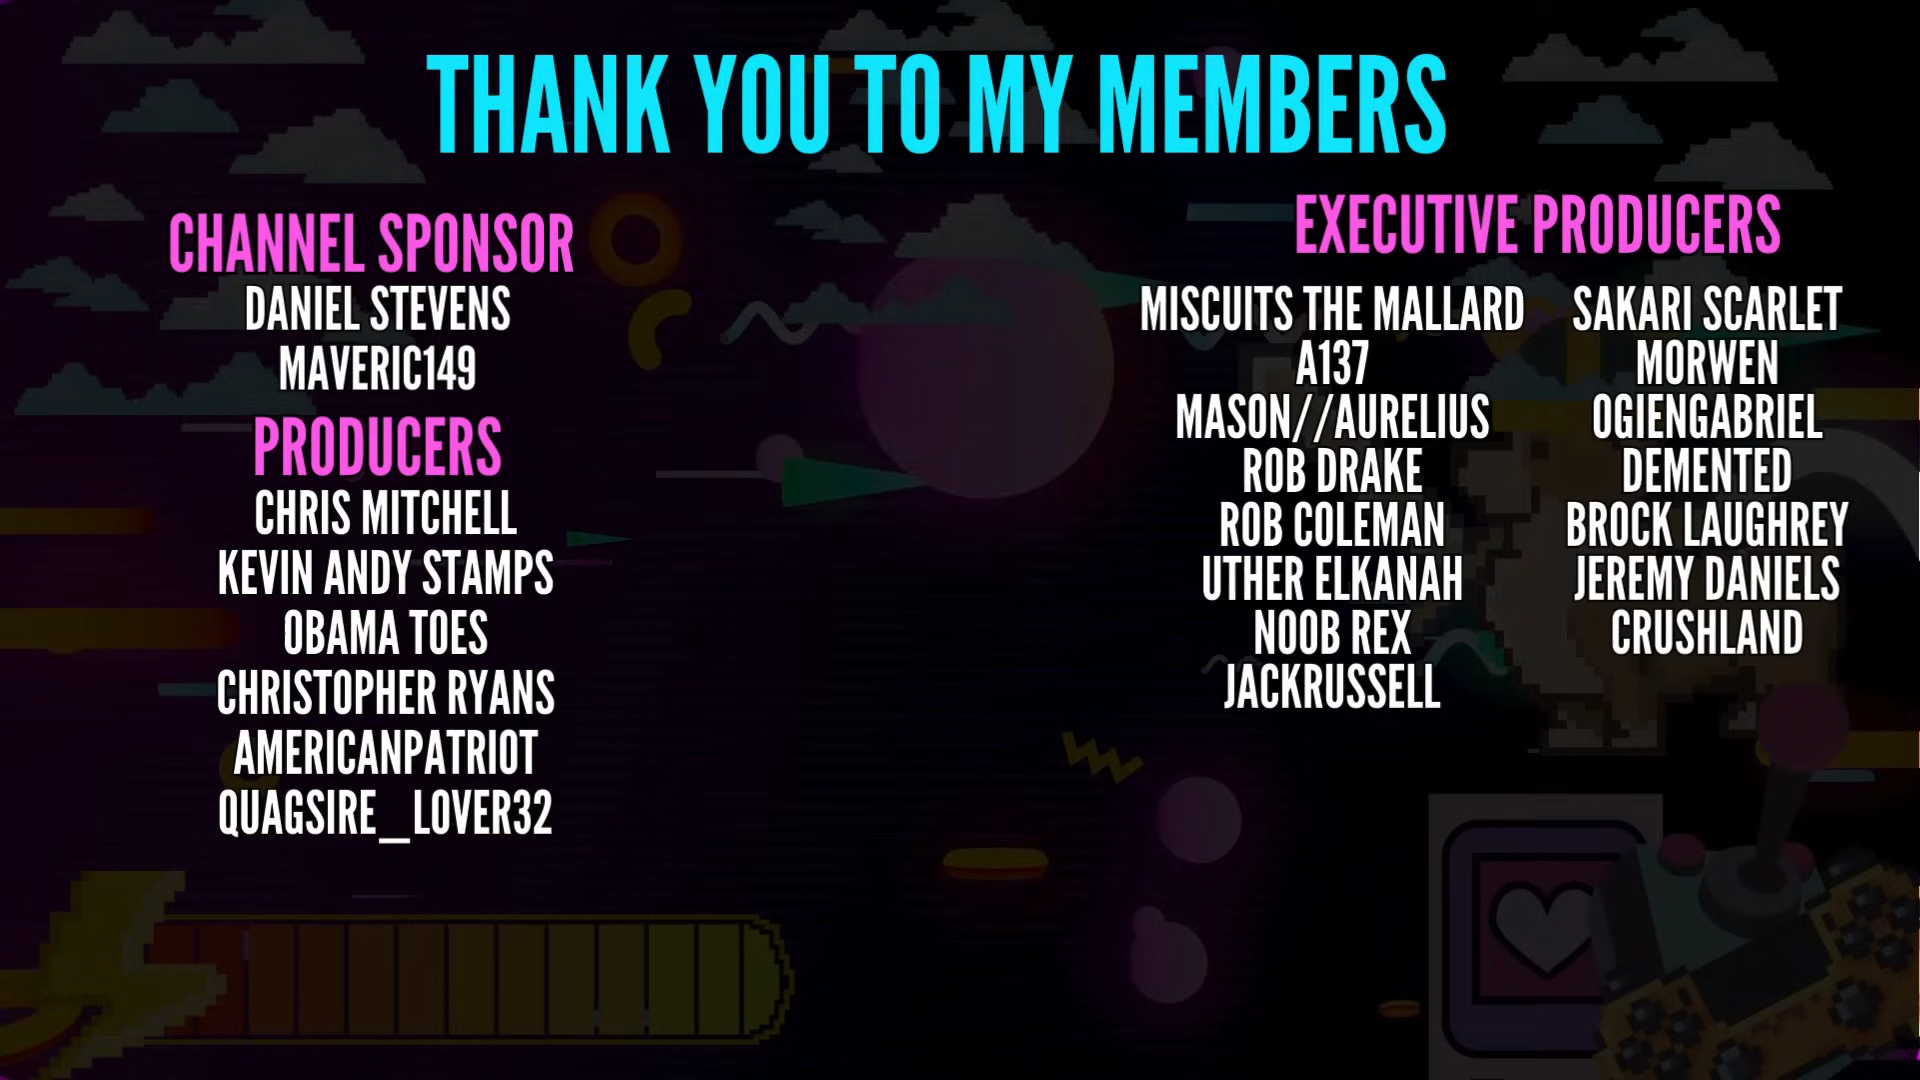 THANK YOU TO MY MEMBERS
CHANNEL SPONSOR
DANIEL STEVENS
MAVERIC149
PRODUCERS
CHRIS MITCHELL
KEVIN ANDY STAMPS
OBAMA TOES
CHRISTOPHER RYANS
AMERICANPATRIOT
QUAGSIRE_LOVER32
EXECUTIVE PRODUCERS
MISCUITS THE MALLARD
A137
MASON//AURELIUS
ROB DRAKE
ROB COLEMAN
UTHER ELKANAH
NOOB REX
JACKRUSSELL
SAKARI SCARLET
MORWEN
OGIENGABRIEL
DEMENTED
BROCK LAUGHREY
JEREMY DANIELS
CRUSHLAND